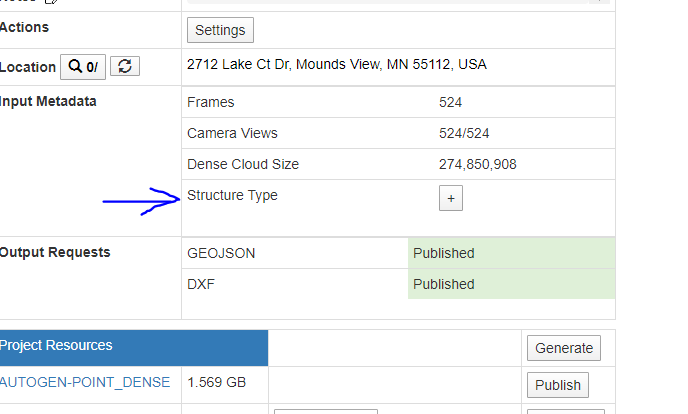 Actions
Settings
Location
0/
2712 Lake Ct Dr, Mounds View, MN 55112, USA
Input Metadata
Frames 524
Camera Views 524/524
Dense Cloud Size 274,850,908
Structure Type +
Output Requests
GEOJSON Published
DXF Published
Project Resources
Generate
AUTOGEN-POINT_DENSE 1.569 GB
Publish